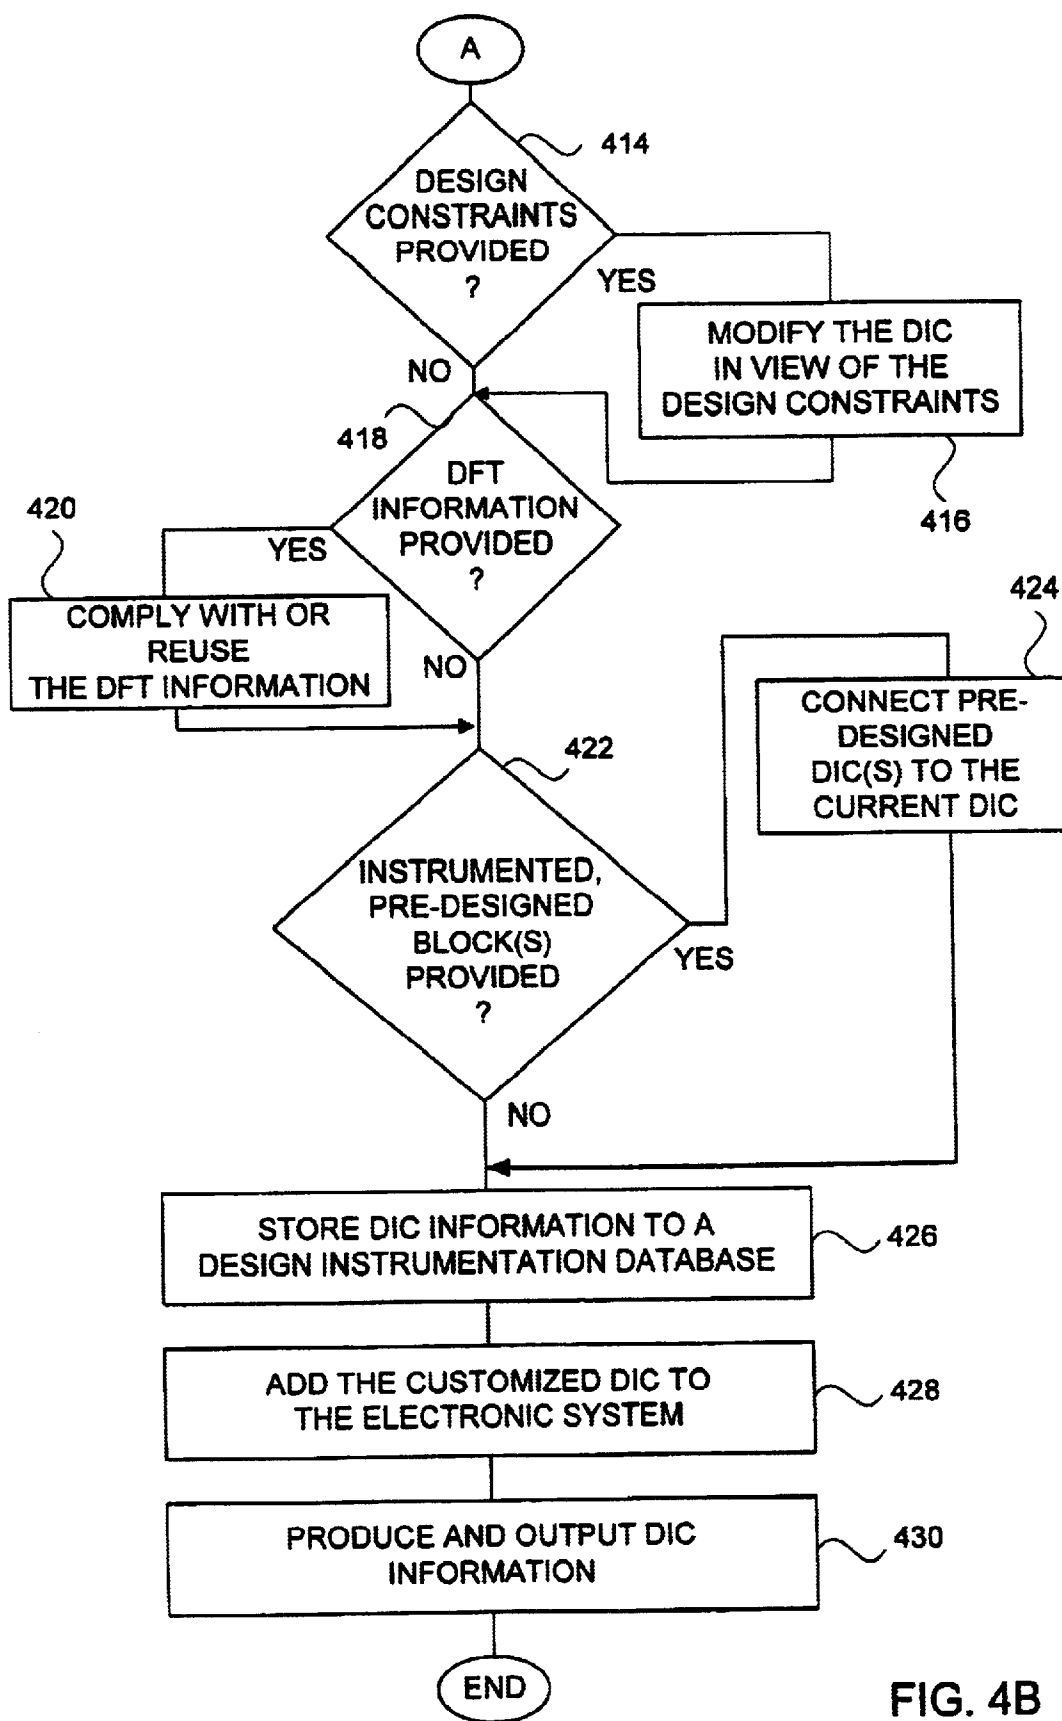 A
414
DESIGN
CONSTRAINTS
PROVIDED
?
YES
MODIFY THE DIC
IN VIEW OF THE
DESIGN CONSTRAINTS
416
NO
418
DFT
INFORMATION
PROVIDED
?
YES
420
COMPLY WITH OR
REUSE
THE DFT INFORMATION
NO
424
CONNECT PRE-
DESIGNED
DIC(S) TO THE
CURRENT DIC
422
INSTRUMENTED,
PRE-DESIGNED
BLOCK(S)
PROVIDED
?
YES
NO
STORE DIC INFORMATION TO A
DESIGN INSTRUMENTATION DATABASE
426
ADD THE CUSTOMIZED DIC TO
THE ELECTRONIC SYSTEM
428
PRODUCE AND OUTPUT DIC
INFORMATION
430
END
FIG. 4B